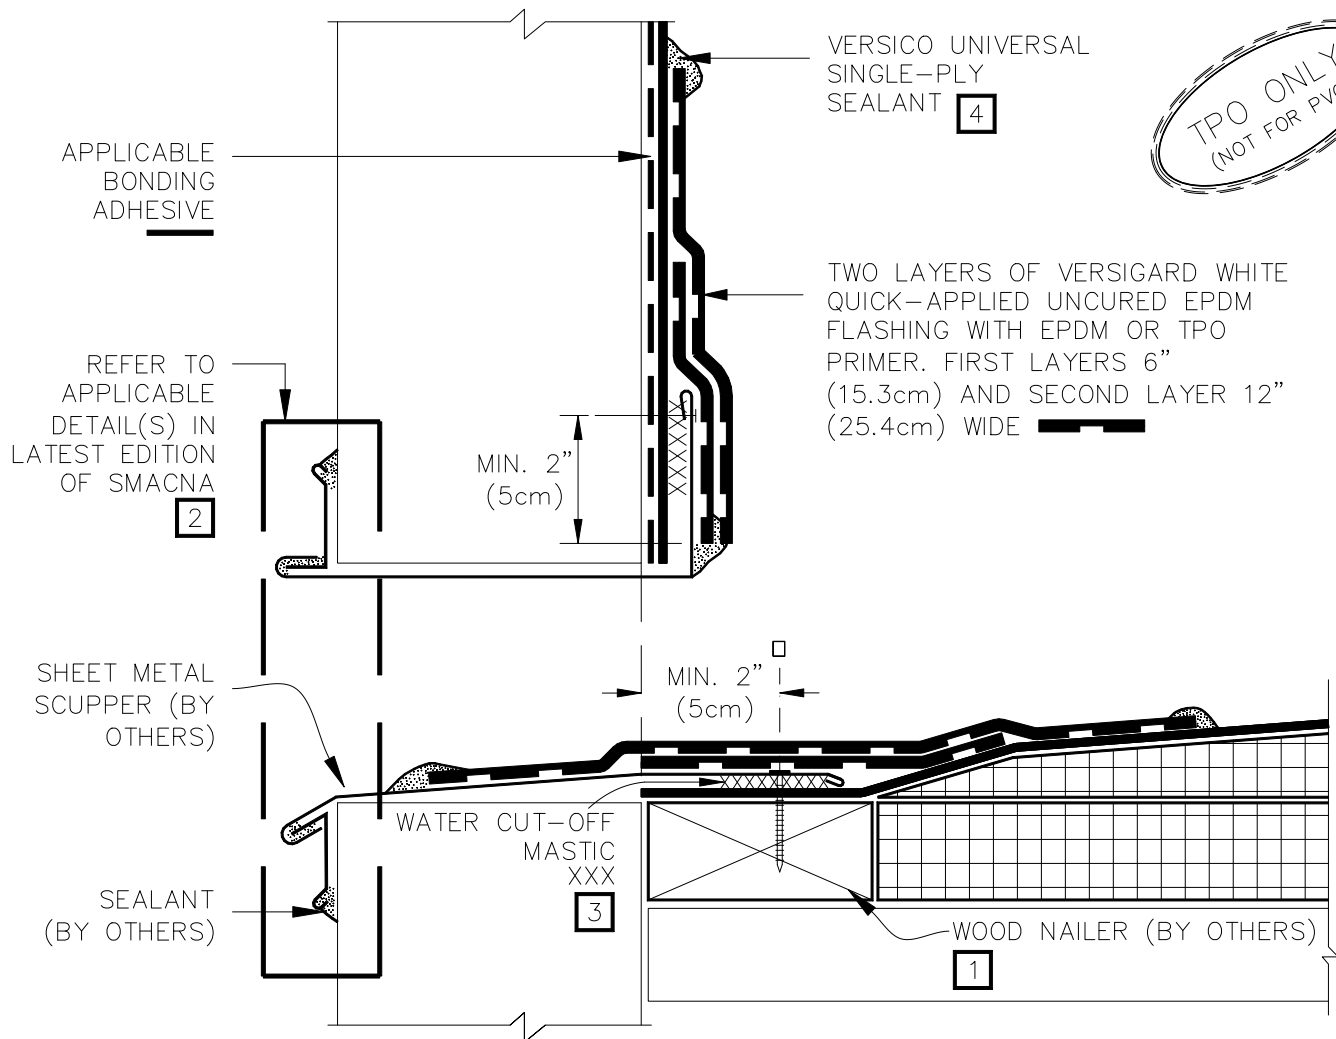 VERSICO UNIVERSAL
SINGLE-PLY
SEALANT 4
TPO ONLY
(NOT FOR
APPLICABLE
BONDING
ADHESIVE
TWO LAYERS OF VERSIGARD WHITE
QUICK-APPLIED UNCURED EPDM
FLASHING WITH EPDM OR TPO
PRIMER. FIRST LAYERS 6”
(15.3cm) AND SECOND LAYER 12”
(25.4cm) WIDE
REFER TO
APPLICABLE
DETAIL(S) IN
LATEST EDITION
OF SMACNA
2
MIN. 2”
(5cm)
SHEET METAL
SCUPPER (BY
OTHERS)
MIN. 2”
(5cm)
WATER CUT-OFF
MASTIC
XXX
3
SEALANT
(BY OTHERS)
WOOD NAILER (BY OTHERS)
1